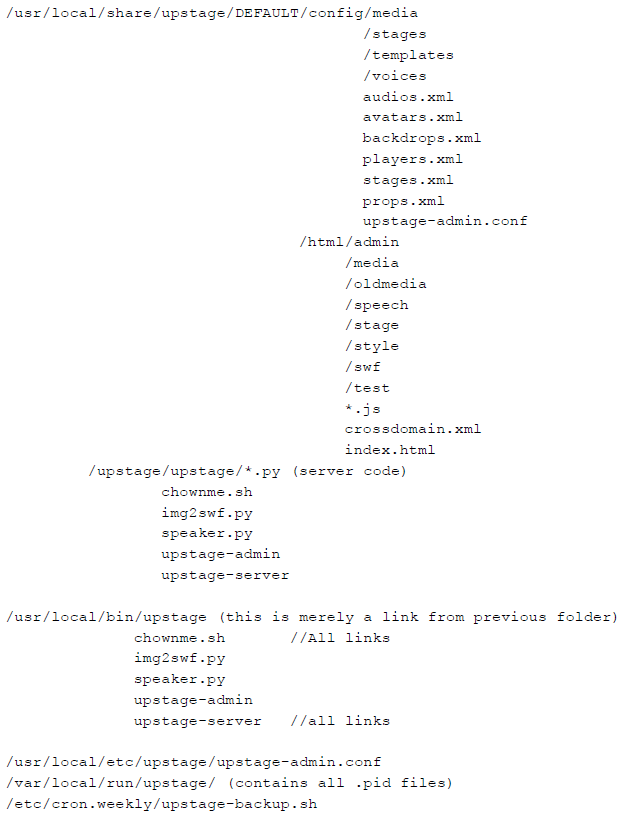 /usr/local/share/upstage/DEFAULT/config/media
/stages
/templates
/voices
audios.xml
avatars.xml
backdrops.xml
players.xml
stages.xml
props.xml
upstage-admin.conf
/html/admin
/media
/oldmedia
/speech
/stage
/style
/swf
/test
*.js
crossdomain.xml
index.html
/upstage/upstage/*.py (server code)
chownme.sh
img2swf.py
speaker.py
upstage-admin
upstage-server
/usr/local/bin/upstage (this is merely a link from previous folder)
chownme.sh //All links
img2swf.py
speaker.py
upstage-admin
upstage-server //all links
/usr/local/etc/upstage/upstage-admin.conf
/var/local/run/upstage/ (contains all .pid files)
/etc/cron.weekly/upstage-backup.sh